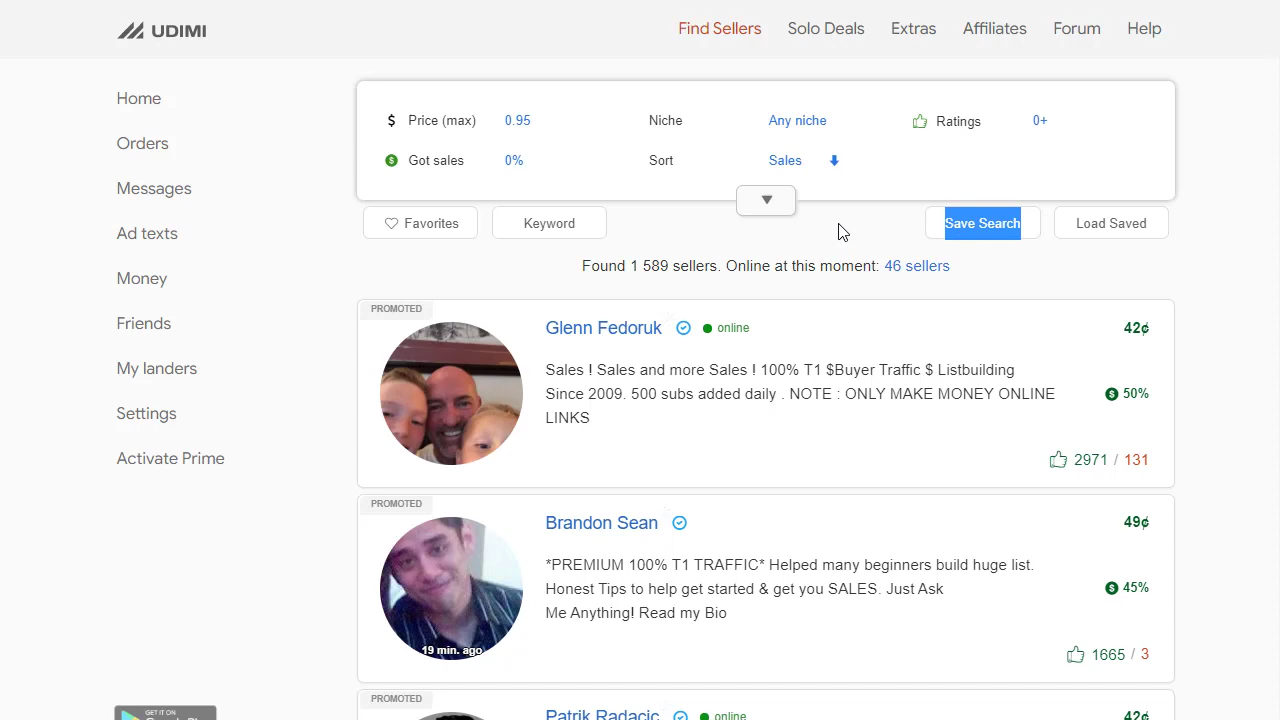 UDIMI
Find Sellers
Solo Deals
Extras
Affiliates
Forum
Help
Home
Orders
Messages
Ad texts
Money
Friends
My landers
Settings
Activate Prime
GET IT ON
$ Price (max) 0.95
Niche Any niche
Ratings 0+
Got sales 0%
Sort Sales
Favorites
Keyword
Save Search
Load Saved
Found 1 589 sellers. Online at this moment: 46 sellers
PROMOTED
Glenn Fedoruk online
42¢
Sales ! Sales and more Sales ! 100% T1 $Buyer Traffic $ Listbuilding
Since 2009. 500 subs added daily . NOTE : ONLY MAKE MONEY ONLINE
LINKS
50%
2971 / 131
PROMOTED
Brandon Sean
49¢
*PREMIUM 100% T1 TRAFFIC* Helped many beginners build huge list.
Honest Tips to help get started & get you SALES. Just Ask
Me Anything! Read my Bio
45%
19 min. ago
1665 / 3
PROMOTED
Patrik Radacic online
42¢